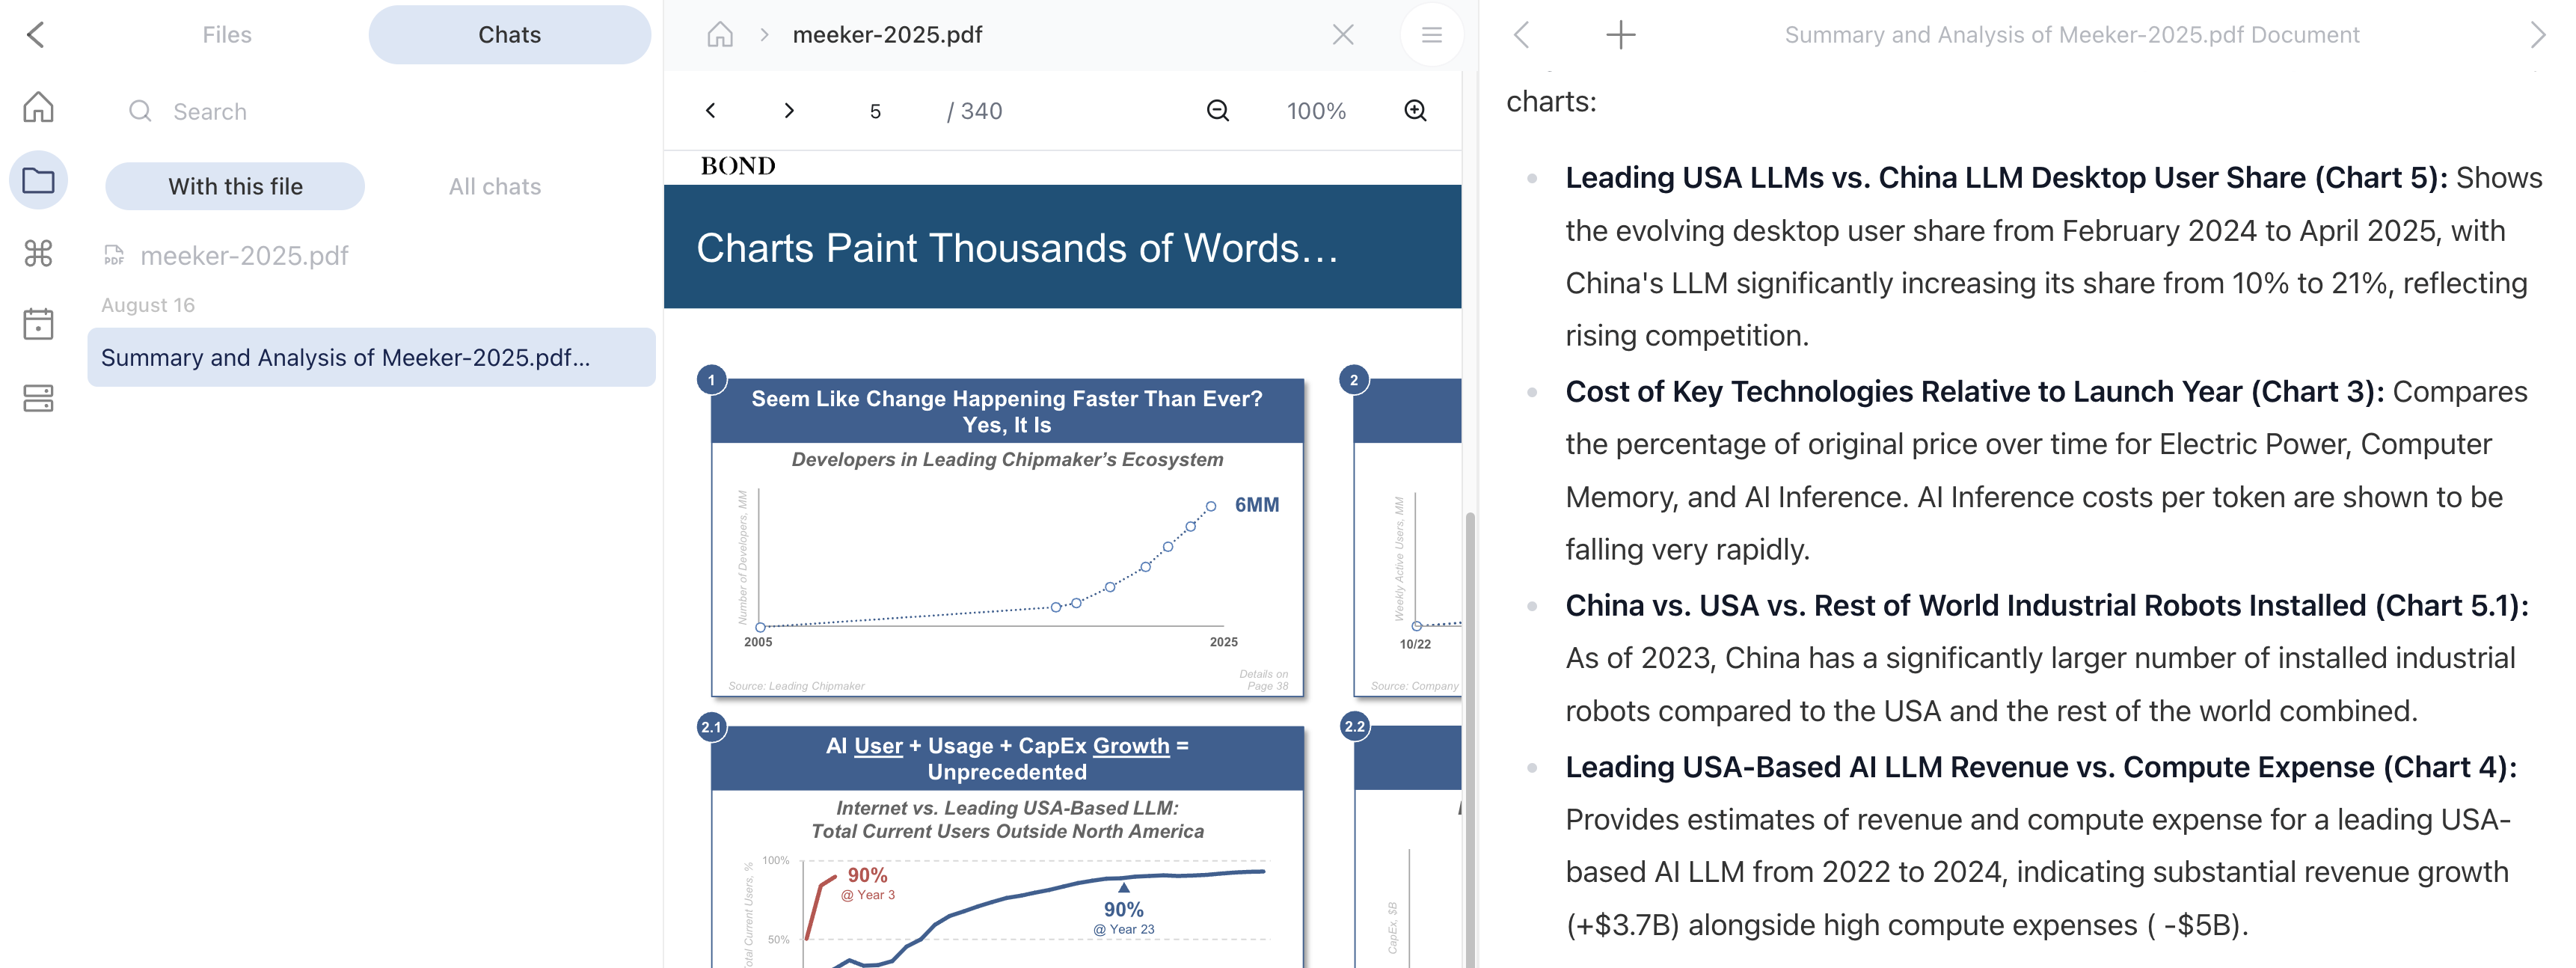 Files
Chats
Search
With this file
All chats
PDF
meeker-2025.pdf
August 16
Summary and Analysis of Meeker-2025.pdf...
meeker-2025.pdf
5 / 340
100%
BOND
Charts Paint Thousands of Words...
1
Seem Like Change Happening Faster Than Ever?
Yes, It Is
Developers in Leading Chipmaker's Ecosystem
Number of Developers, MM
6MM
2005
2025
Source: Leading Chipmaker
Details on
Page 38
2
Weekly Active Users, MM
10/22
Source: Company
2.1
AI User + Usage + CapEx Growth =
Unprecedented
Internet vs. Leading USA-Based LLM:
Total Current Users Outside North America
Total Current Users, %
100%
90%
@ Year 3
90%
@ Year 23
50%
2.2
CapEx, $B
Summary and Analysis of Meeker-2025.pdf Document
charts:
Leading USA LLMs vs. China LLM Desktop User Share (Chart 5): Shows
the evolving desktop user share from February 2024 to April 2025, with
China's LLM significantly increasing its share from 10% to 21%, reflecting
rising competition.
Cost of Key Technologies Relative to Launch Year (Chart 3): Compares
the percentage of original price over time for Electric Power, Computer
Memory, and AI Inference. AI Inference costs per token are shown to be
falling very rapidly.
China vs. USA vs. Rest of World Industrial Robots Installed (Chart 5.1):
As of 2023, China has a significantly larger number of installed industrial
robots compared to the USA and the rest of the world combined.
Leading USA-Based AI LLM Revenue vs. Compute Expense (Chart 4):
Provides estimates of revenue and compute expense for a leading USA-
based AI LLM from 2022 to 2024, indicating substantial revenue growth
(+$3.7B) alongside high compute expenses ( -$5B).